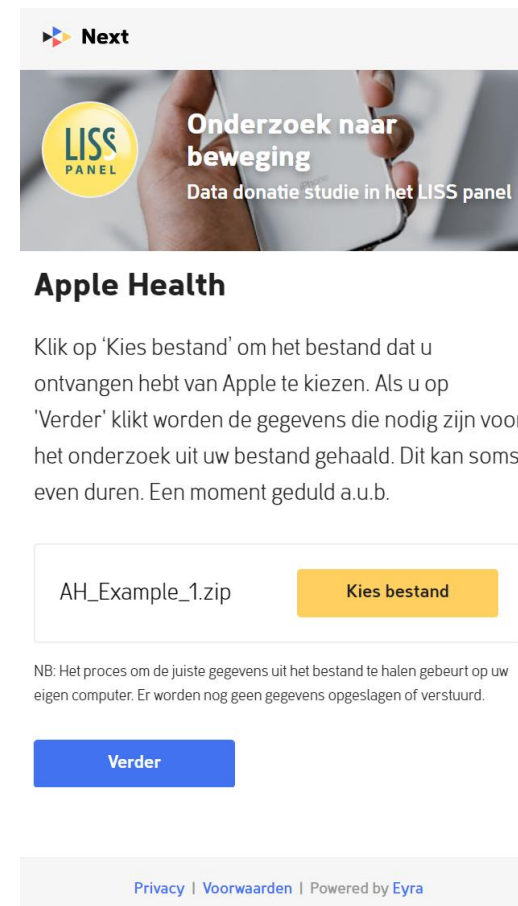 Next
LISS
PANEL
Onderzoek naar
beweging
Data donatie studie in het LISS panel
Apple Health
Klik op ‘Kies bestand’ om het bestand dat u
ontvangen hebt van Apple te kiezen. Als u op
'Verder' klikt worden de gegevens die nodig zijn voor
het onderzoek uit uw bestand gehaald. Dit kan soms
even duren. Een moment geduld a.u.b.
AH_Example_1.zip
Kies bestand
NB: Het proces om de juiste gegevens uit het bestand te halen gebeurt op uw
eigen computer. Er worden nog geen gegevens opgeslagen of verstuurd.
Verder
Privacy | Voorwaarden | Powered by Eyra